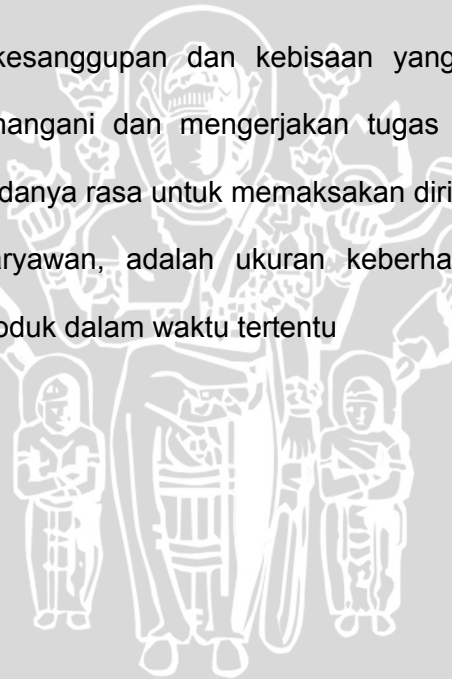 kesanggupan dan kebisaan yang
nangani dan mengerjakan tugas
danya rasa untuk memaksakan diri
aryawan, adalah ukuran keberha
oduk dalam waktu tertentu